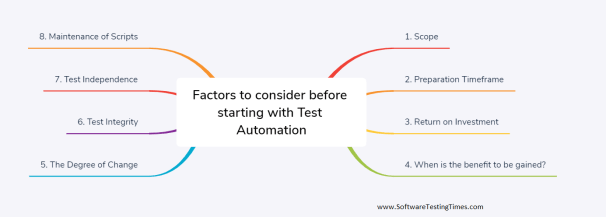 Factors to consider before
starting with Test
Automation
1. Scope
2. Preparation Timeframe
3. Return on Investment
4. When is the benefit to be gained?
5. The Degree of Change
6. Test Integrity
7. Test Independence
8. Maintenance of Scripts
www.SoftwareTestingTimes.com